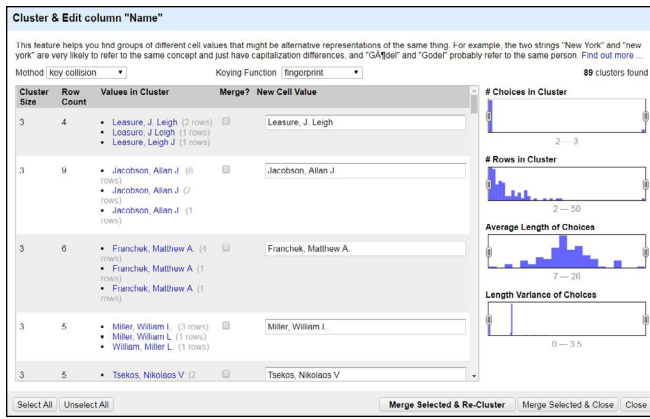 Cluster & Edit column "Name"
This feature helps you find groups of different cell values that might be alternative representations of the same thing. For example, the two strings "New York" and "new
york" are very likely to refer to the same concept and just have capitalization differences, and "GÃ¶del" and "Godel" probably refer to the same person. Find out more ...
Method key collision Keying Function fingerprint 89 clusters found
Cluster Size Row Count Values in Cluster Merge? New Cell Value
3 4 • Leasure, J. Leigh (2 rows) Leasure, J. Leigh
• Leasure, J Leigh (1 rows)
• Leasure, Leigh J (1 rows)
3 9 • Jacobson, Allan J. (6 rows) Jacobson, Allan J.
• Jacobson, Allan J (2 rows)
• Jacobson, Allan J (1 rows)
3 6 • Franchek, Matthew A. (4 rows) Franchek, Matthew A.
• Franchek, Matthew A (1 rows)
• Franchek, Matthew A (1 rows)
3 5 • Miller, William L. (3 rows) Miller, William L.
• Miller, William L (1 rows)
• William, Miller L. (1 rows)
3 5 • Tsekos, Nikolaos V (2 Tsekos, Nikolaos V
# Choices in Cluster
2 — 3
# Rows in Cluster
2 — 50
Average Length of Choices
7 — 26
Length Variance of Choices
0 — 3.5
Select All Unselect All Merge Selected & Re-Cluster Merge Selected & Close Close